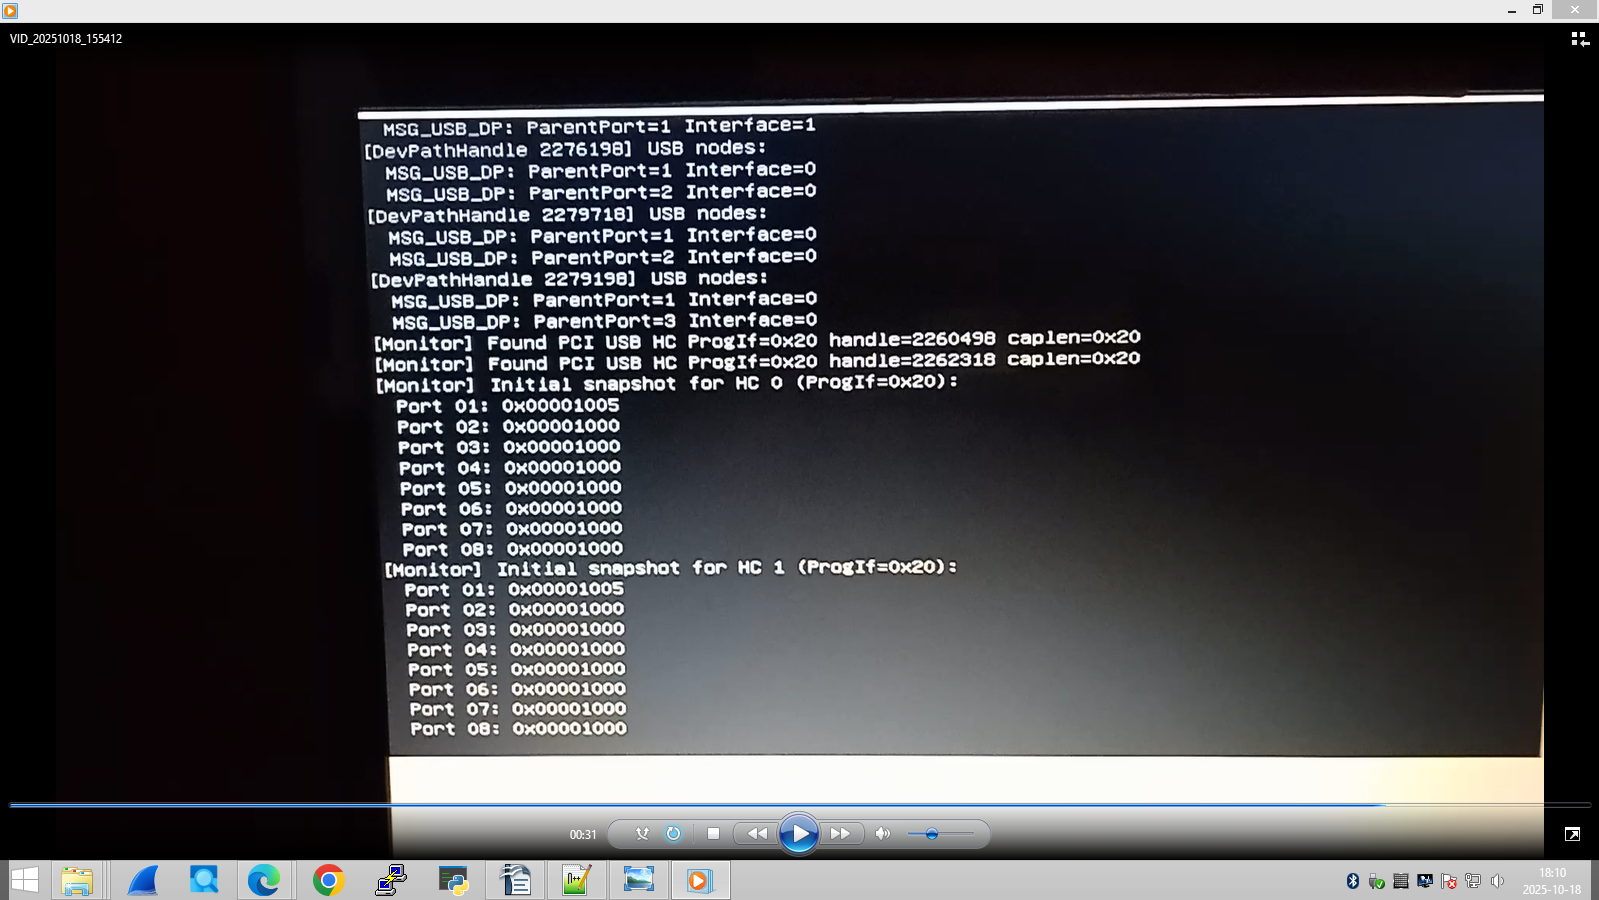 VID_20251018_155412
MSG_USB_DP: ParentPort=1 Interface=1
[DevPathHandle 2276198] USB nodes:
MSG_USB_DP: ParentPort=1 Interface=0
MSG_USB_DP: ParentPort=2 Interface=0
[DevPathHandle 2279718] USB nodes:
MSG_USB_DP: ParentPort=1 Interface=0
MSG_USB_DP: ParentPort=2 Interface=0
[DevPathHandle 2279198] USB nodes:
MSG_USB_DP: ParentPort=1 Interface=0
MSG_USB_DP: ParentPort=3 Interface=0
[Monitor] Found PCI USB HC ProgIf=0x20 handle=2260498 caplen=0x20
[Monitor] Found PCI USB HC ProgIf=0x20 handle=2262318 caplen=0x20
[Monitor] Initial snapshot for HC 0 (ProgIf=0x20):
Port 01: 0x00001005
Port 02: 0x00001000
Port 03: 0x00001000
Port 04: 0x00001000
Port 05: 0x00001000
Port 06: 0x00001000
Port 07: 0x00001000
Port 08: 0x00001000
[Monitor] Initial snapshot for HC 1 (ProgIf=0x20):
Port 01: 0x00001005
Port 02: 0x00001000
Port 03: 0x00001000
Port 04: 0x00001000
Port 05: 0x00001000
Port 06: 0x00001000
Port 07: 0x00001000
Port 08: 0x00001000
00:31
18:10
2025-10-18